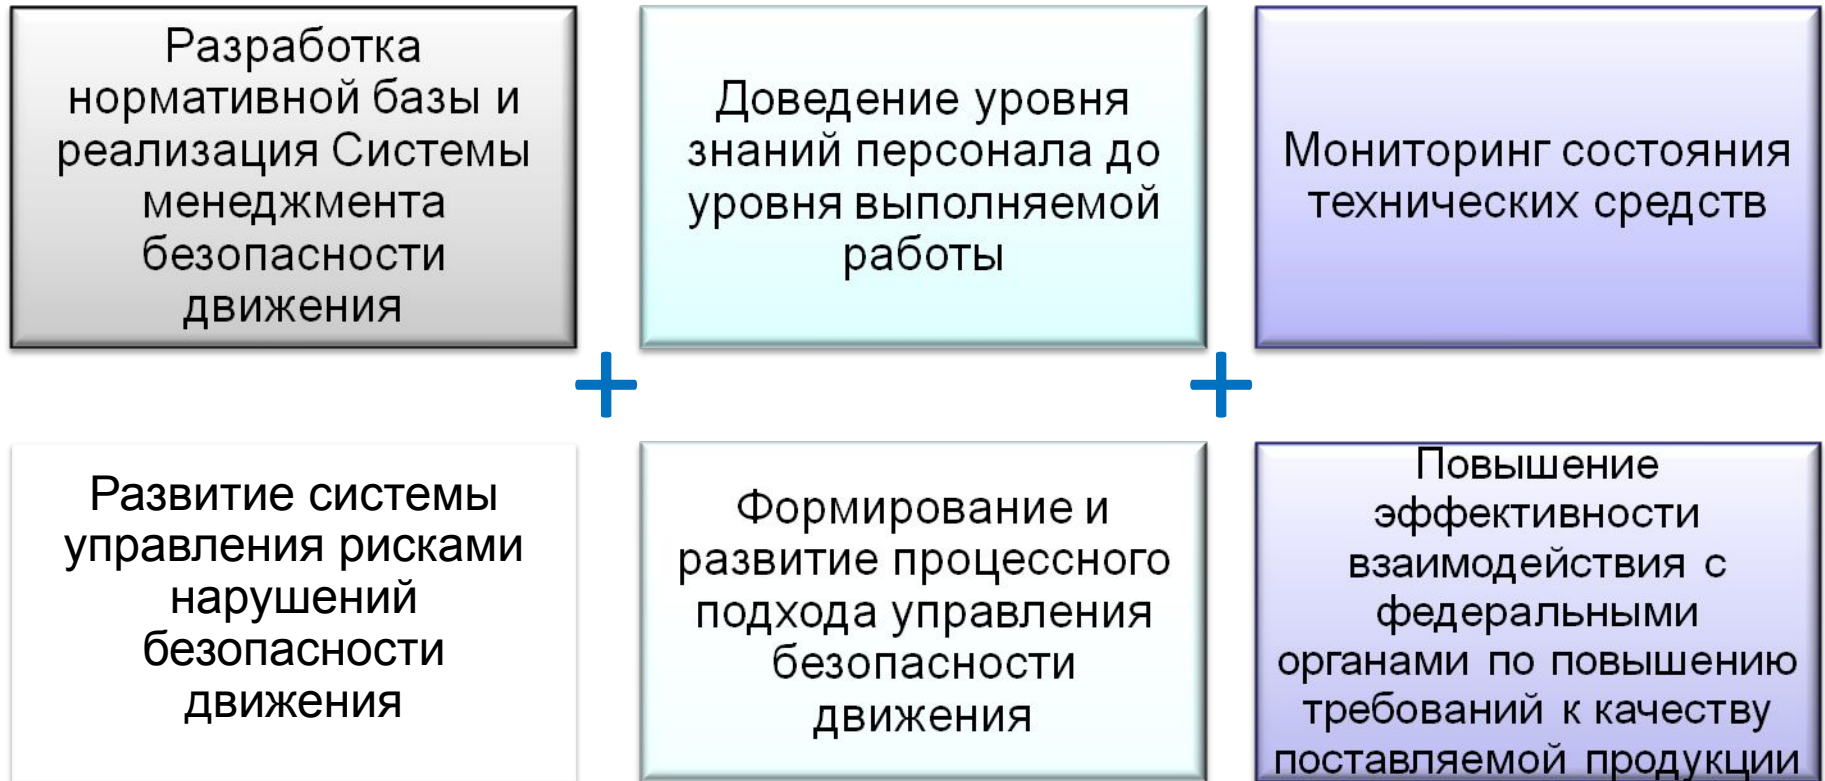 Разработка
нормативной базы и
реализация Системы
менеджмента
безопасности
движения
Доведение уровня
знаний персонала до
уровня выполняемой
работы
Мониторинг состояния
технических средств
+
+
Развитие системы
управления рисками
нарушений
безопасности
движения
Формирование и
развитие процессного
подхода управления
безопасности
движения
Повышение
эффективности
взаимодействия с
федеральными
органами по повышению
требований к качеству
поставляемой продукции